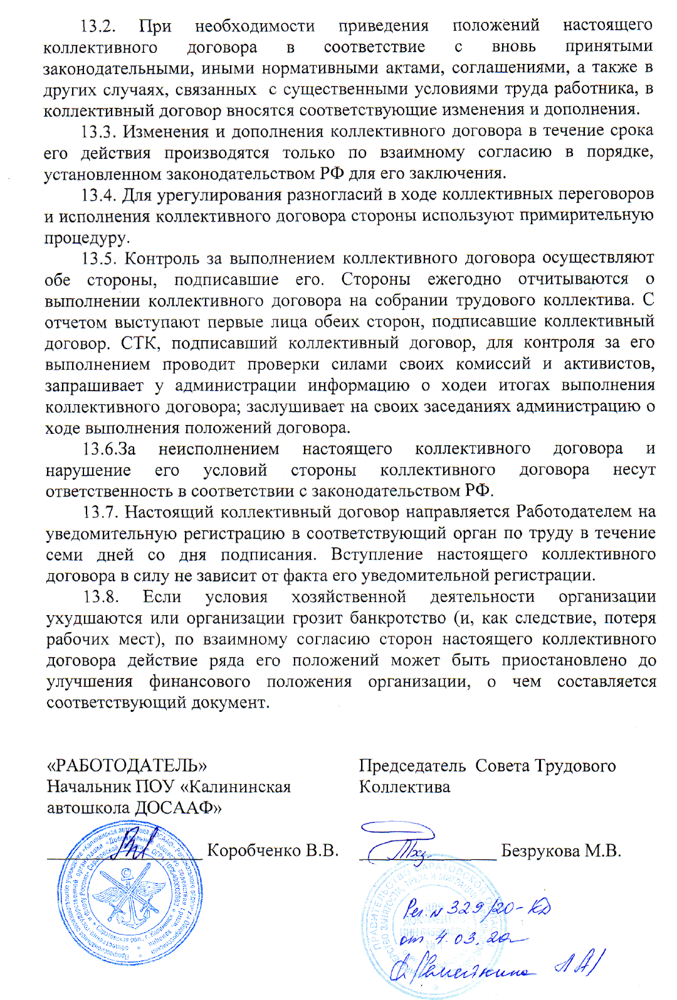 13.2. При необходимости приведения положений настоящего
коллективного договора в соответствие с вновь принятыми
законодательными, иными нормативными актами, соглашениями, а также в
других случаях, связанных с существенными условиями труда работника, в
коллективный договор вносятся соответствующие изменения и дополнения.
13.3. Изменения и дополнения коллективного договора в течение срока
его действия производятся только по взаимному согласию в порядке,
установленном законодательством РФ для его заключения.
13.4. Для урегулирования разногласий в ходе коллективных переговоров
и исполнения коллективного договора стороны используют примирительную
процедуру.
13.5. Контроль за выполнением коллективного договора осуществляют
обе стороны, подписавшие его. Стороны ежегодно отчитываются о
выполнении коллективного договора на собрании трудового коллектива. С
отчетом выступают первые лица обеих сторон, подписавшие коллективный
договор. СТК, подписавший коллективный договор, для контроля за его
выполнением проводит проверки силами своих комиссий и активистов,
запрашивает у администрации информацию о ходеи итогах выполнения
коллективного договора; заслушивает на своих заседаниях администрацию о
ходе выполнения положений договора.
13.6.За неисполнением настоящего коллективного договора и
нарушение его условий стороны коллективного договора несут
ответственность в соответствии с законодательством РФ.
13.7. Настоящий коллективный договор направляется Работодателем на
уведомительную регистрацию в соответствующий орган по труду в течение
семи дней со дня подписания. Вступление настоящего коллективного
договора в силу не зависит от факта его уведомительной регистрации.
13.8. Если условия хозяйственной деятельности организации
ухудшаются или организации грозит банкротство (и, как следствие, потеря
рабочих мест), по взаимному согласию сторон настоящего коллективного
договора действие ряда его положений может быть приостановлено до
улучшения финансового положения организации, о чем составляется
соответствующий документ.
«РАБОТОДАТЕЛЬ»
Начальник ПОУ «Калининская
автошкола ДОСААФ»
Коробченко В.В.
Председатель Совета Трудового
Коллектива
Безрукова М.В.
Рег. N 329/20-КД
от 4.03.20